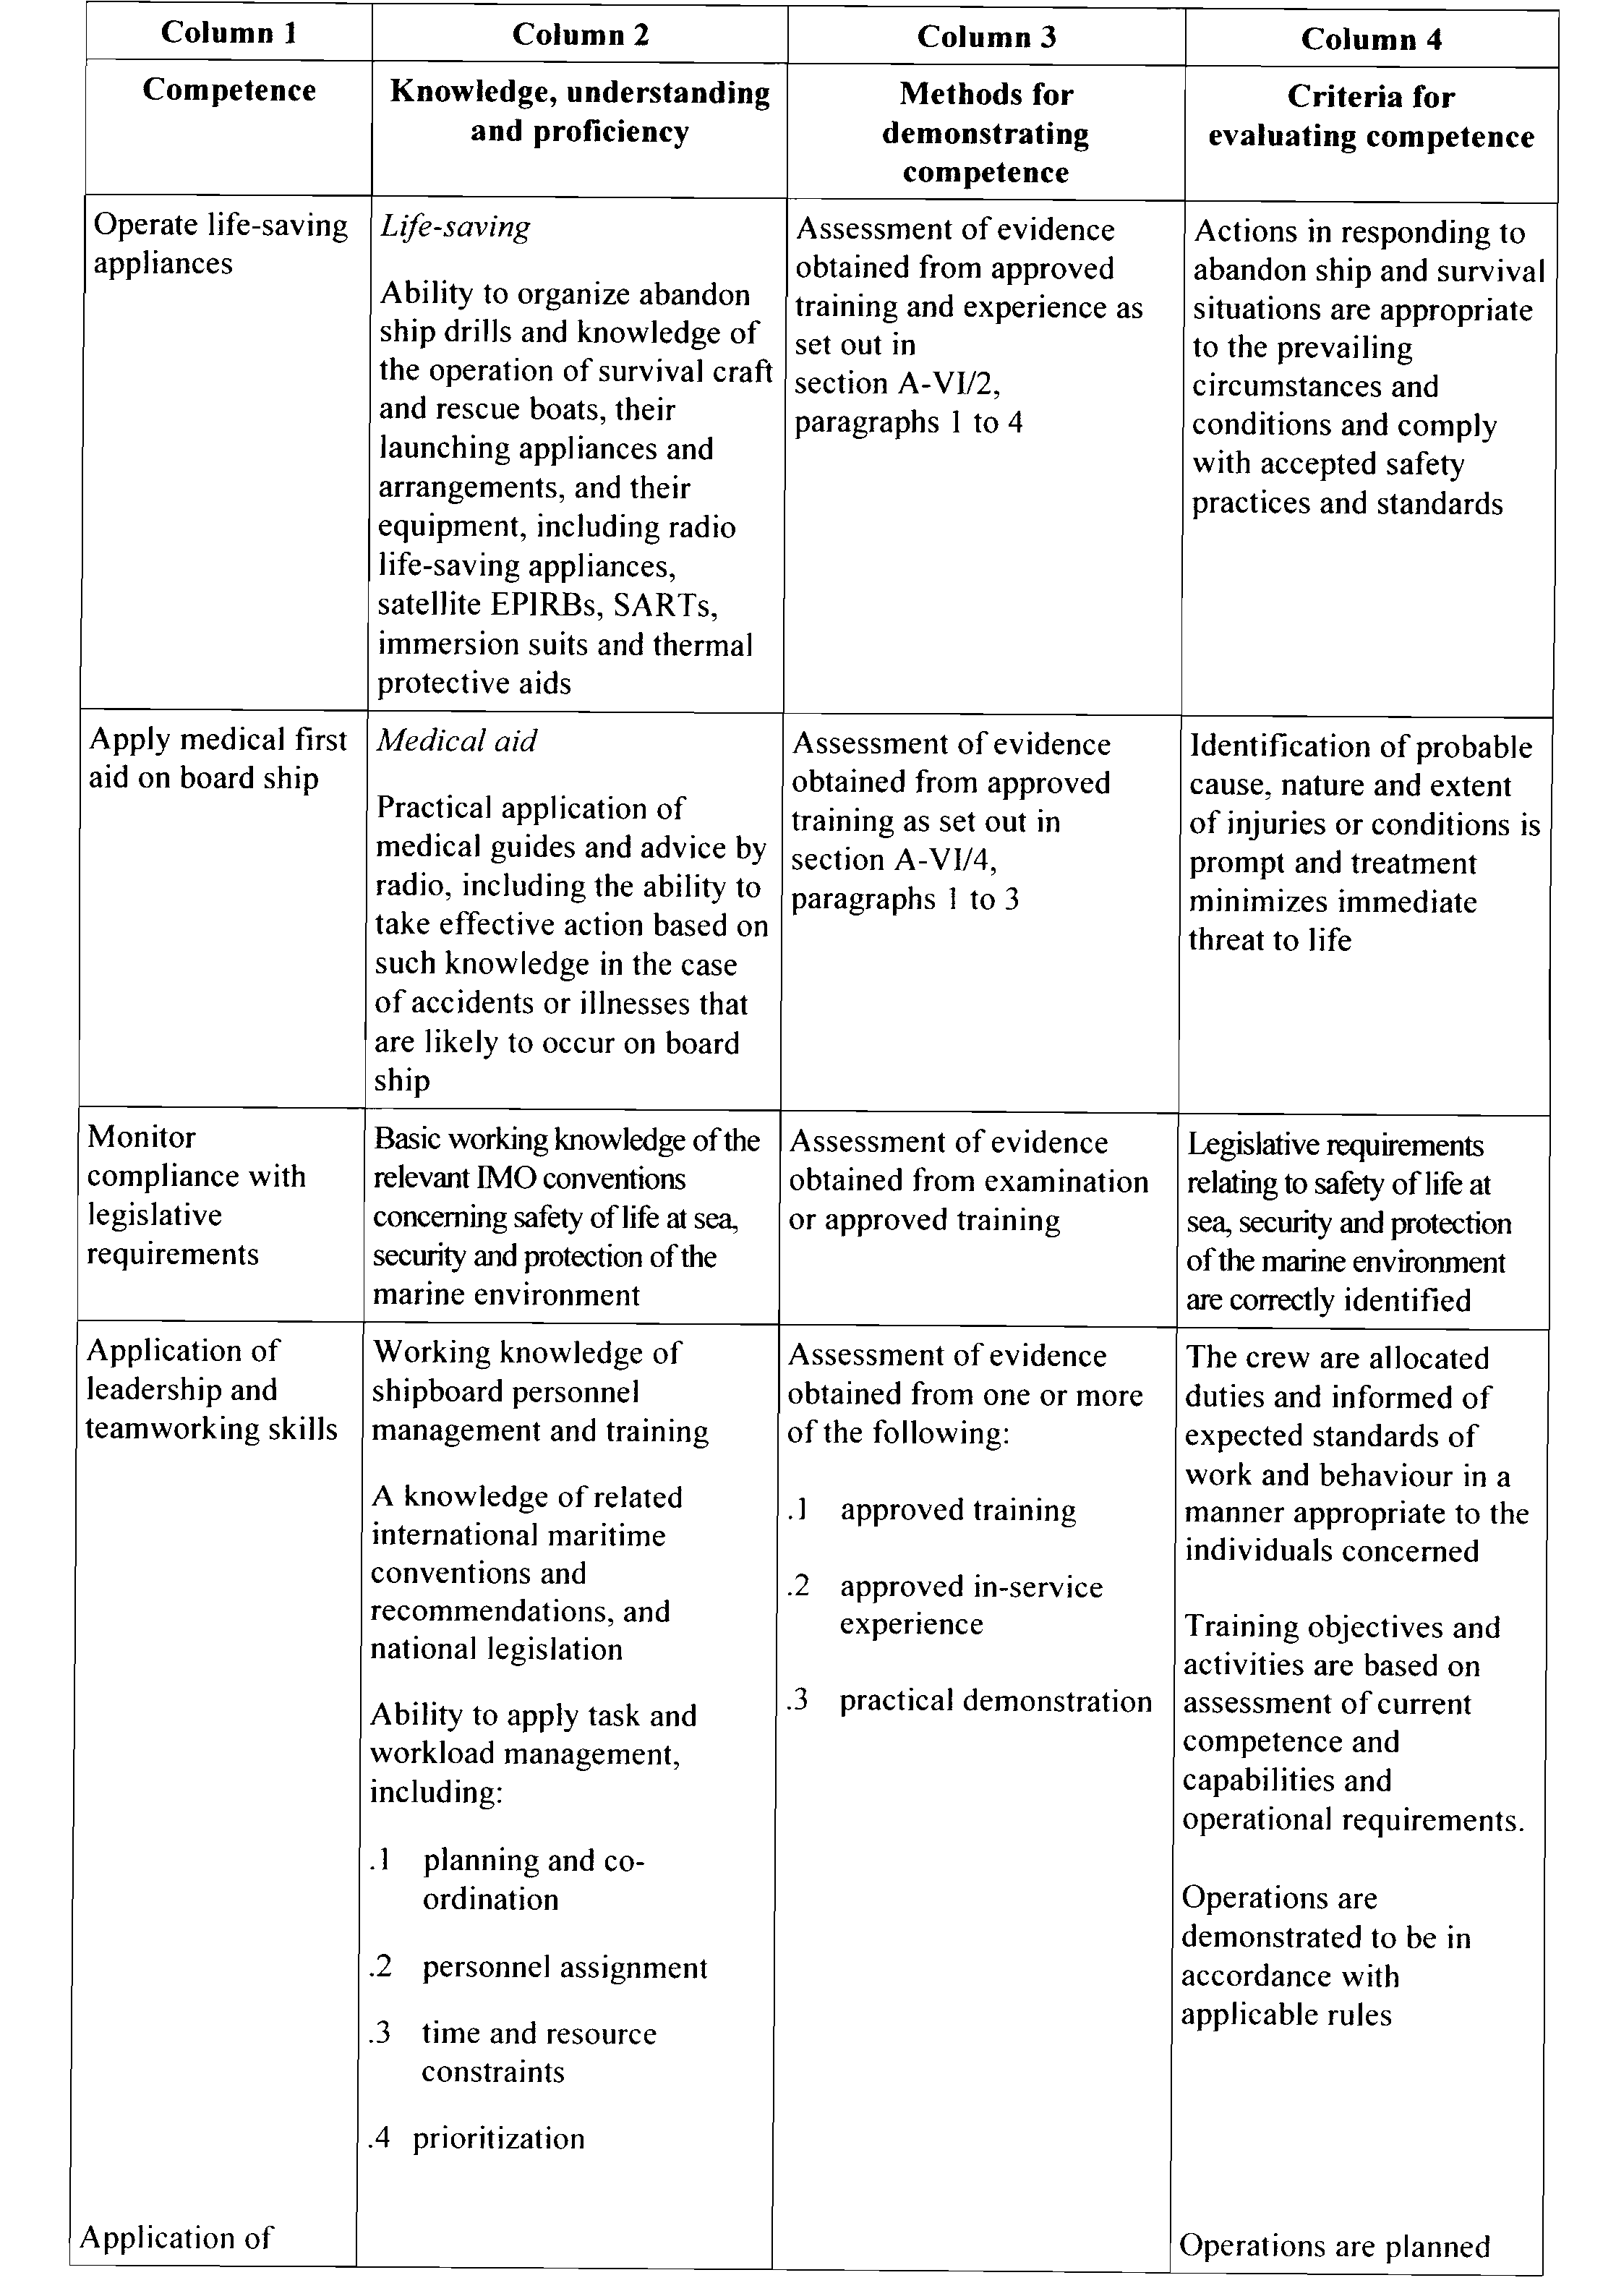 Column 1
Column 2
Column 3
Column 4
Competence
Knowledge, understanding
and proficiency
Methods for
demonstrating
competence
Criteria for
evaluating competence
Operate life-saving
appliances
Life-saving
Ability to organize abandon
ship drills and knowledge of
the operation of survival craft
and rescue boats, their
launching appliances and
arrangements, and their
equipment, including radio
life-saving appliances,
satellite EPIRBs, SARTs,
immersion suits and thermal
protective aids
Assessment of evidence
obtained from approved
training and experience as
set out in
section A-VI/2,
paragraphs 1 to 4
Actions in responding to
abandon ship and survival
situations are appropriate
to the prevailing
circumstances and
conditions and comply
with accepted safety
practices and standards
Apply medical first
aid on board ship
Medical aid
Practical application of
medical guides and advice by
radio, including the ability to
take effective action based on
such knowledge in the case
of accidents or illnesses that
are likely to occur on board
ship
Assessment of evidence
obtained from approved
training as set out in
section A-VI/4,
paragraphs 1 to 3
Identification of probable
cause, nature and extent
of injuries or conditions is
prompt and treatment
minimizes immediate
threat to life
Monitor
compliance with
legislative
requirements
Basic working knowledge of the
relevant IMO conventions
concerning safety of life at sea,
security and protection of the
marine environment
Assessment of evidence
obtained from examination
or approved training
Legislative requirements
relating to safety of life at
sea, security and protection
of the marine environment
are correctly identified
Application of
leadership and
teamworking skills
Working knowledge of
shipboard personnel
management and training
A knowledge of related
international maritime
conventions and
recommendations, and
national legislation
Ability to apply task and
workload management,
including:
.1 planning and co-
ordination
.2 personnel assignment
.3 time and resource
constraints
.4 prioritization
Assessment of evidence
obtained from one or more
of the following:
.1 approved training
.2 approved in-service
experience
.3 practical demonstration
The crew are allocated
duties and informed of
expected standards of
work and behaviour in a
manner appropriate to the
individuals concerned
Training objectives and
activities are based on
assessment of current
competence and
capabilities and
operational requirements.
Operations are
demonstrated to be in
accordance with
applicable rules
Application of
Operations are planned